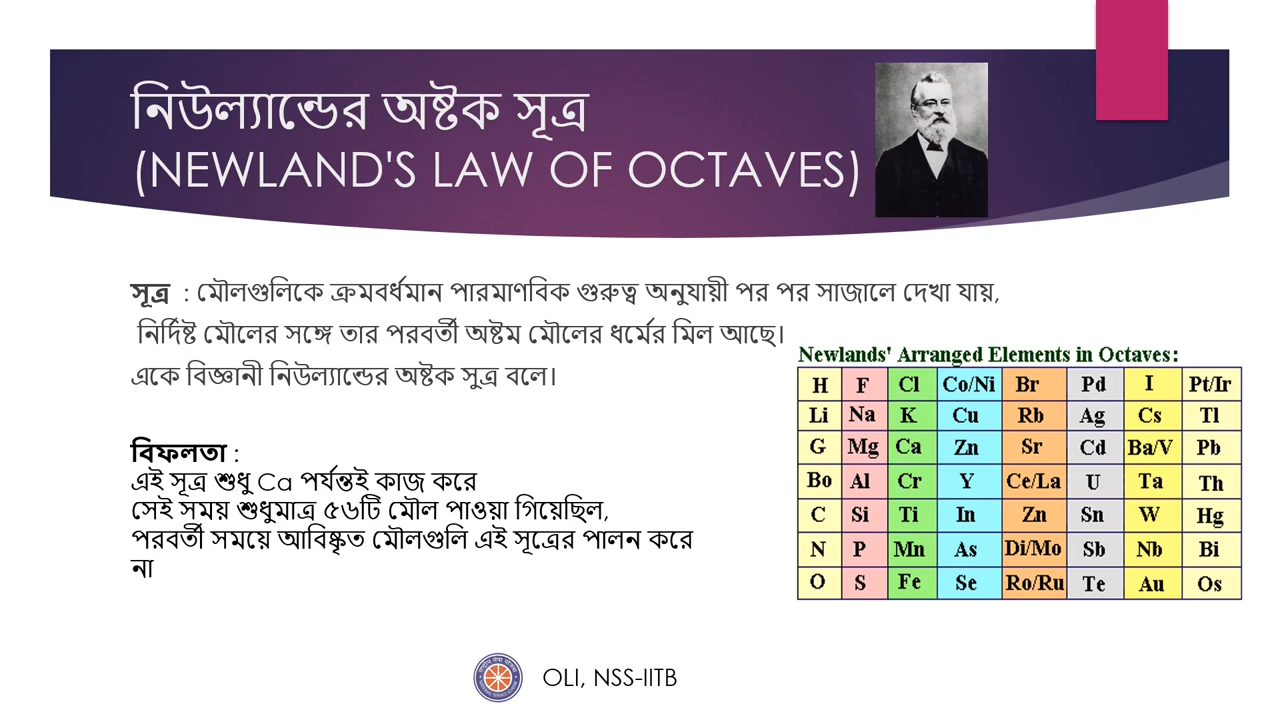 নিউল্যান্ডের অষ্টক সূত্র
(NEWLAND'S LAW OF OCTAVES)
সূত্র : মৌলগুলিকে ক্রমবর্ধমান পারমাণবিক গুরুত্ব অনুযায়ী পর পর সাজালে দেখা যায়,
নির্দিষ্ট মৌলের সঙ্গে তার পরবর্তী অষ্টম মৌলের ধর্মের মিল আছে।
একে বিজ্ঞানী নিউল্যান্ডের অষ্টক সুত্র বলে।
বিফলতা :
এই সূত্র শুধু Ca পর্যন্তই কাজ করে
সেই সময় শুধুমাত্র ৫৬টি মৌল পাওয়া গিয়েছিল,
পরবর্তী সময়ে আবিষ্কৃত মৌলগুলি এই সূত্রের পালন করে
না
Newlands' Arranged Elements in Octaves:
H F Cl Co/Ni Br Pd I Pt/Ir
Li Na K Cu Rb Ag Cs Tl
G Mg Ca Zn Sr Cd Ba/V Pb
Bo Al Cr Y Ce/La U Ta Th
C Si Ti In Zn Sn W Hg
N P Mn As Di/Mo Sb Nb Bi
O S Fe Se Ro/Ru Te Au Os
OLI, NSS-IITB